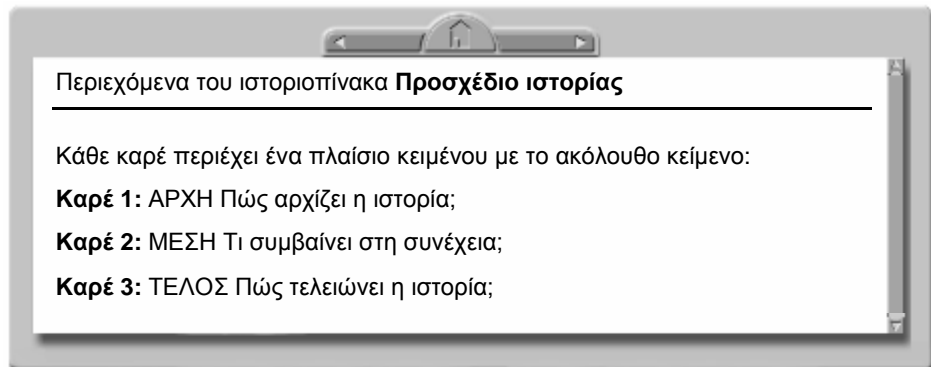 Περιεχόμενα του ιστοριοπίνακα Προσχέδιο ιστορίας
Κάθε καρέ περιέχει ένα πλαίσιο κειμένου με το ακόλουθο κείμενο:
Καρέ 1: ΑΡΧΗ Πώς αρχίζει η ιστορία;
Καρέ 2: ΜΕΣΗ Τι συμβαίνει στη συνέχεια;
Καρέ 3: ΤΕΛΟΣ Πώς τελειώνει η ιστορία;